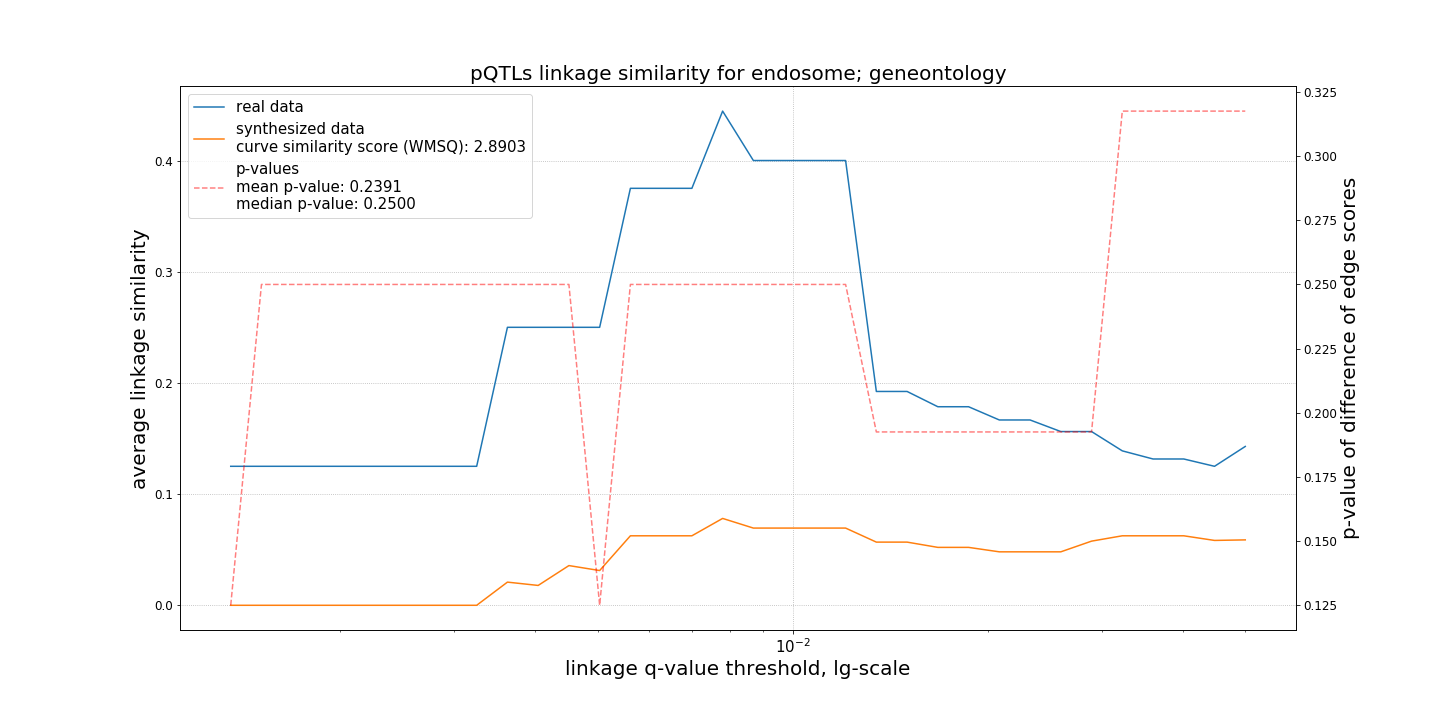 pQTLs linkage similarity for endosome; geneontology
real data
synthesized data
curve similarity score (WMSQ): 2.8903
p-values
mean p-value: 0.2391
median p-value: 0.2500
average linkage similarity
0.4
0.3
0.2
0.1
0.0
0.325
0.300
0.275
0.250
0.225
0.200
0.175
0.150
0.125
p-value of difference of edge scores
10⁻²
linkage q-value threshold, lg-scale